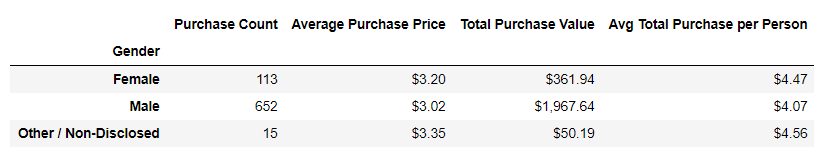 Purchase Count Average Purchase Price Total Purchase Value Avg Total Purchase per Person
Gender
Female 113 $3.20 $361.94 $4.47
Male 652 $3.02 $1,967.64 $4.07
Other / Non-Disclosed 15 $3.35 $50.19 $4.56